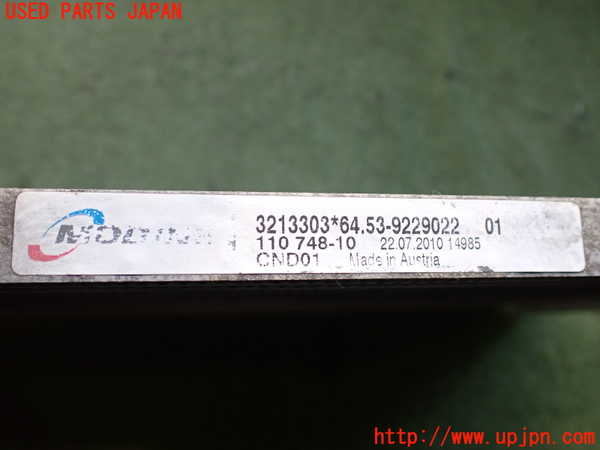 USED PARTS JAPAN
MODINE
3213303*64.53-9229022 01
110 748-10 22.07.2010 14985
CND01 Made in Austria
http://www.upjpn.com/